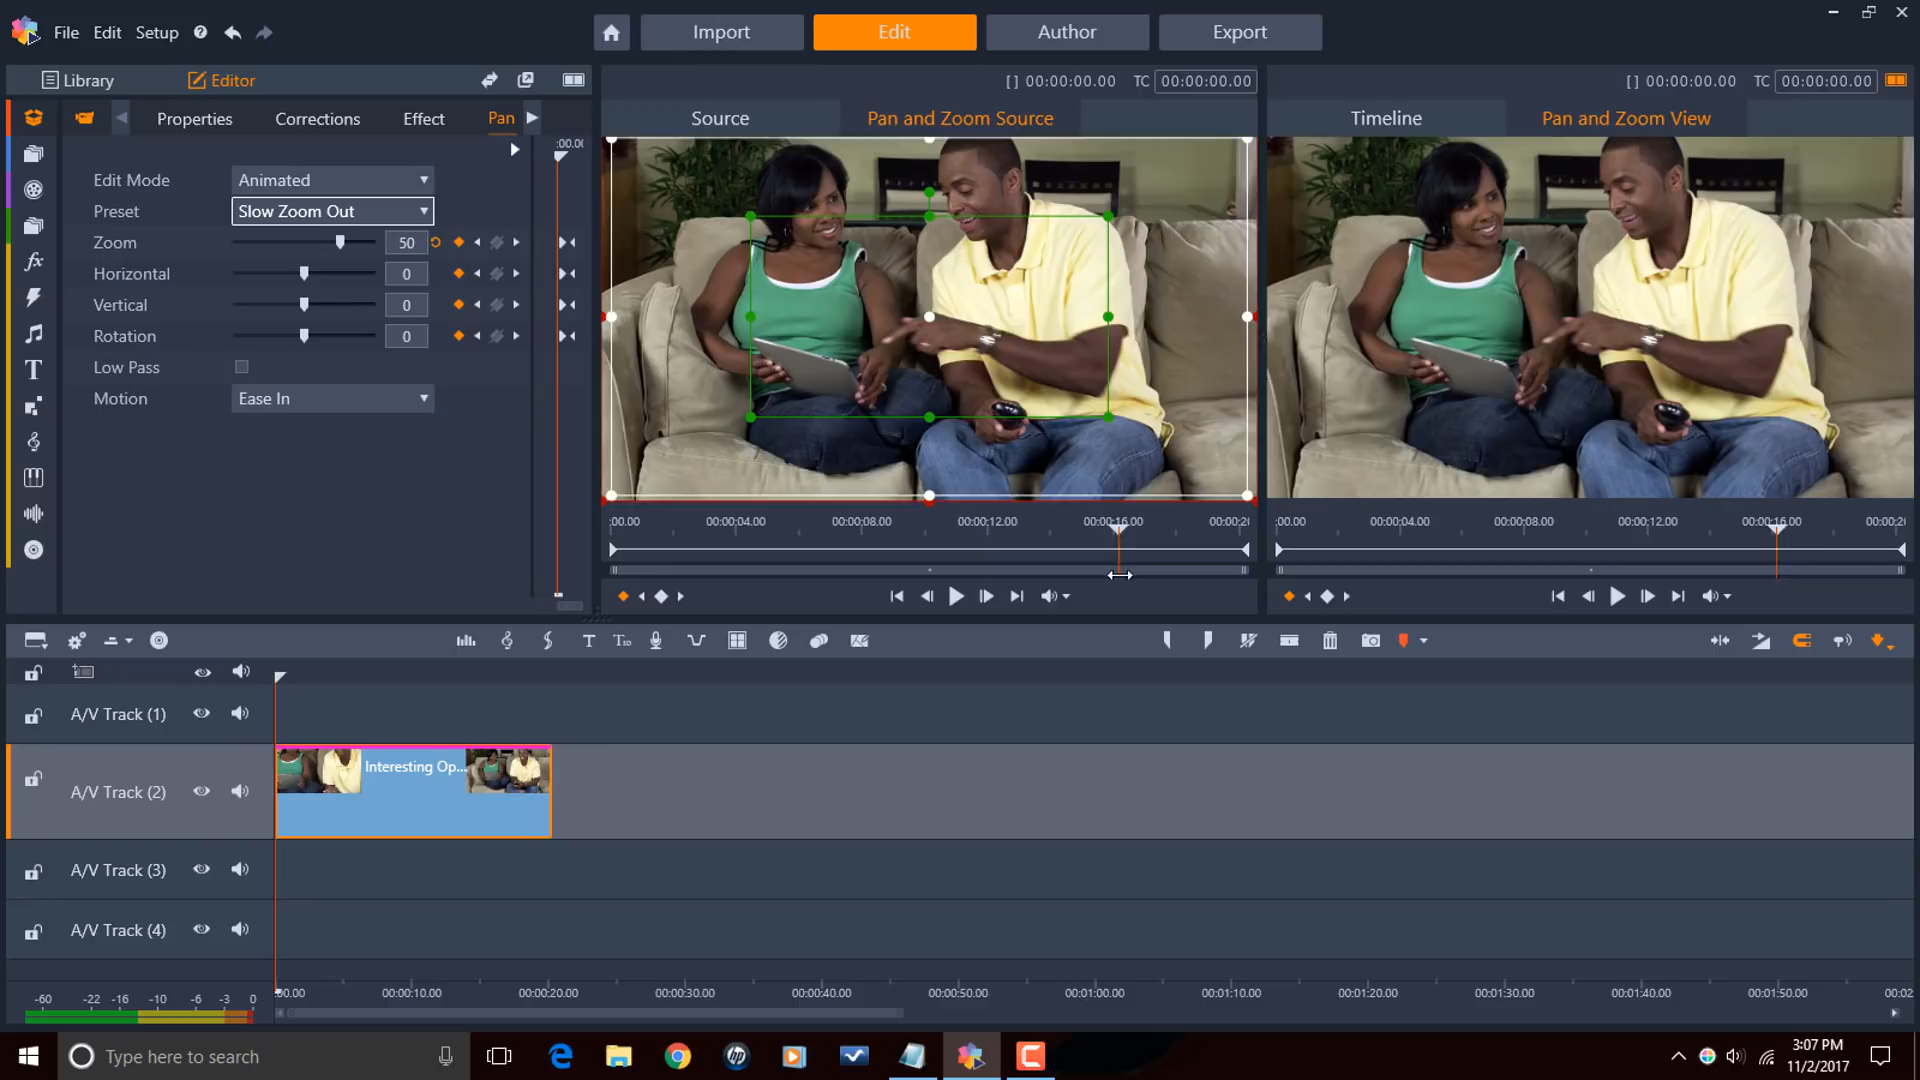 File Edit Setup Import Edit Author Export
Library Editor [] 00:00:00.00 TC 00:00:00.00 [] 00:00:00.00 TC 00:00:00.00
Properties Corrections Effect Pan Source Pan and Zoom Source Timeline Pan and Zoom View
:00.00
Edit Mode Animated
Preset Slow Zoom Out
Zoom 50
Horizontal 0
Vertical 0
Rotation 0
Low Pass
Motion Ease In
:00.00 00:00:04.00 00:00:08.00 00:00:12.00 00:00:16.00 00:00:20 :00.00 00:00:04.00 00:00:08.00 00:00:12.00 00:00:16.00 00:00:20
A/V Track (1)
Interesting Op...
A/V Track (2)
A/V Track (3)
A/V Track (4)
:00.00 00:00:10.00 00:00:20.00 00:00:30.00 00:00:40.00 00:00:50.00 00:01:00.00 00:01:10.00 00:01:20.00 00:01:30.00 00:01:40.00 00:01:50.00 00:02
-60 -22 -16 -10 -6 -3 0
Type here to search
3:07 PM
11/2/2017